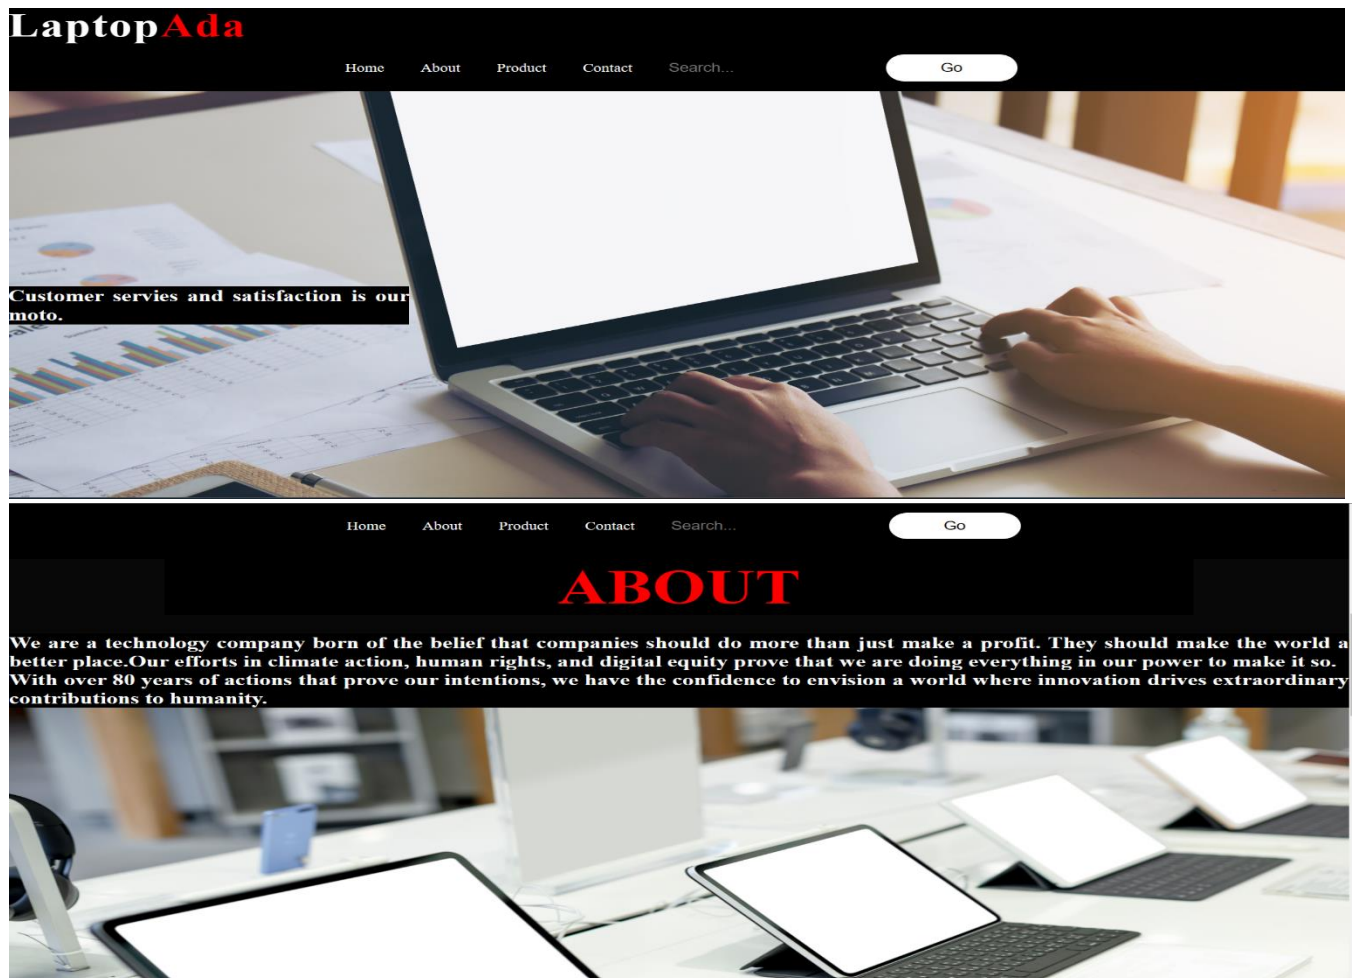 LaptopAda
Home About Product Contact Search... Go
Customer servies and satisfaction is our
moto.
Home About Product Contact Search... Go
ABOUT
We are a technology company born of the belief that companies should do more than just make a profit. They should make the world a
better place.Our efforts in climate action, human rights, and digital equity prove that we are doing everything in our power to make it so.
With over 80 years of actions that prove our intentions, we have the confidence to envision a world where innovation drives extraordinary
contributions to humanity.